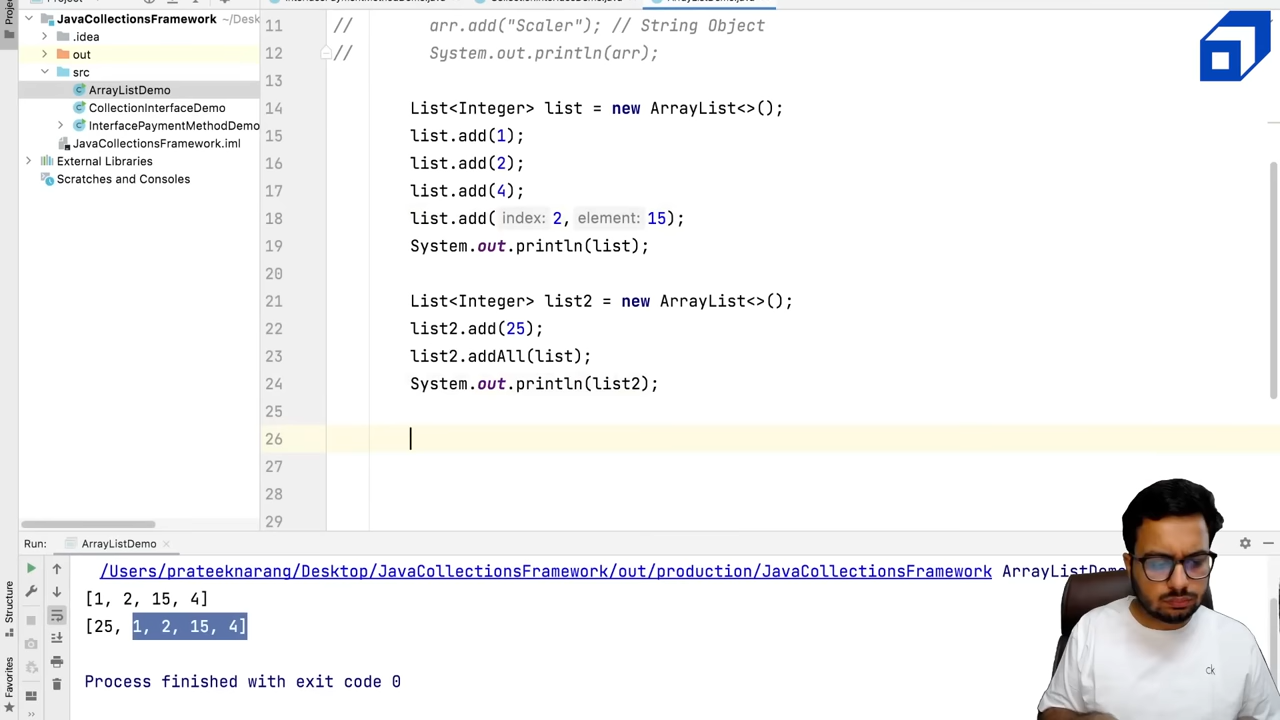 JavaCollectionsFramework ~/Desk
.idea
out
src
ArrayListDemo
CollectionInterfaceDemo
InterfacePaymentMethodDemo
JavaCollectionsFramework.iml
External Libraries
Scratches and Consoles
11 // arr.add("Scaler"); // String Object
12 // System.out.println(arr);
13
14 List<Integer> list = new ArrayList<>();
15 list.add(1);
16 list.add(2);
17 list.add(4);
18 list.add( index: 2, element: 15);
19 System.out.println(list);
20
21 List<Integer> list2 = new ArrayList<>();
22 list2.add(25);
23 list2.addAll(list);
24 System.out.println(list2);
25
26
27
28
29
Run: ArrayListDemo
/Users/prateeknarang/Desktop/JavaCollectionsFramework/out/production/JavaCollectionsFramework ArrayListDemo
[1, 2, 15, 4]
[25, 1, 2, 15, 4]
Process finished with exit code 0
Structure
Favorites
ck